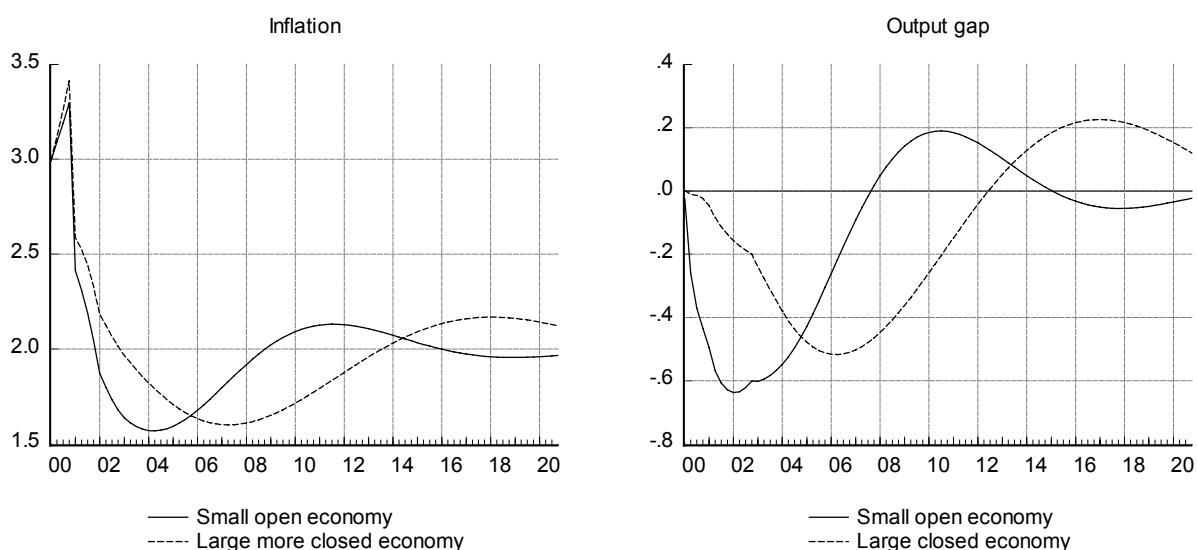 Inflation
3.5
3.0
2.5
2.0
1.5
00 02 04 06 08 10 12 14 16 18 20
Small open economy
Large more closed economy
Output gap
.4
.2
.0
-.2
-.4
-.6
-.8
00 02 04 06 08 10 12 14 16 18 20
Small open economy
Large closed economy